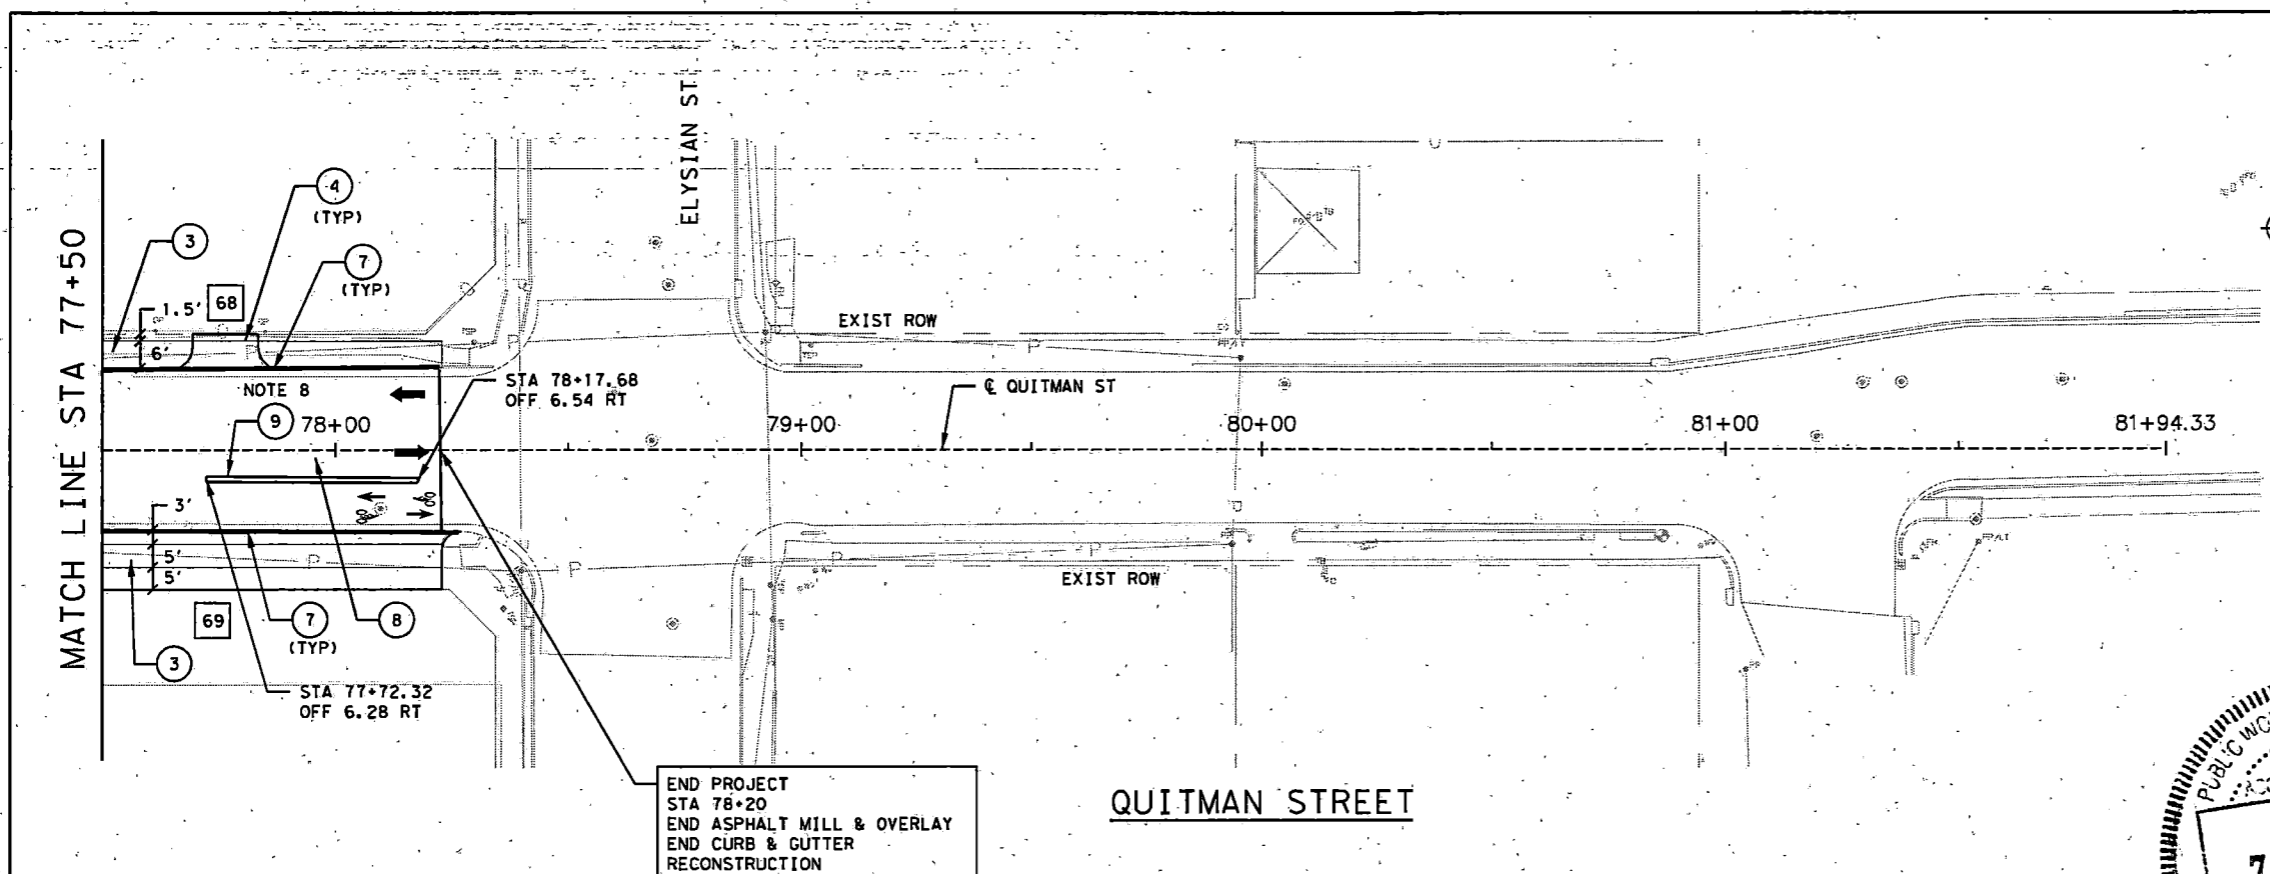 MATCH LINE STA 77+50
ELYSIAN ST
4
(TYP)
3
7
(TYP)
1.5'
68
6'
EXIST ROW
NOTE 8
STA 78+17.68
OFF 6.54 RT
℄ QUITMAN ST
9
78+00
79+00
80+00
81+00
81+94.33
3'
5'
5'
EXIST ROW
69
7
(TYP)
8
3
STA 77+72.32
OFF 6.28 RT
END PROJECT
STA 78+20
END ASPHALT MILL & OVERLAY
END CURB & GUTTER
RECONSTRUCTION
QUITMAN STREET
PUBLIC
7